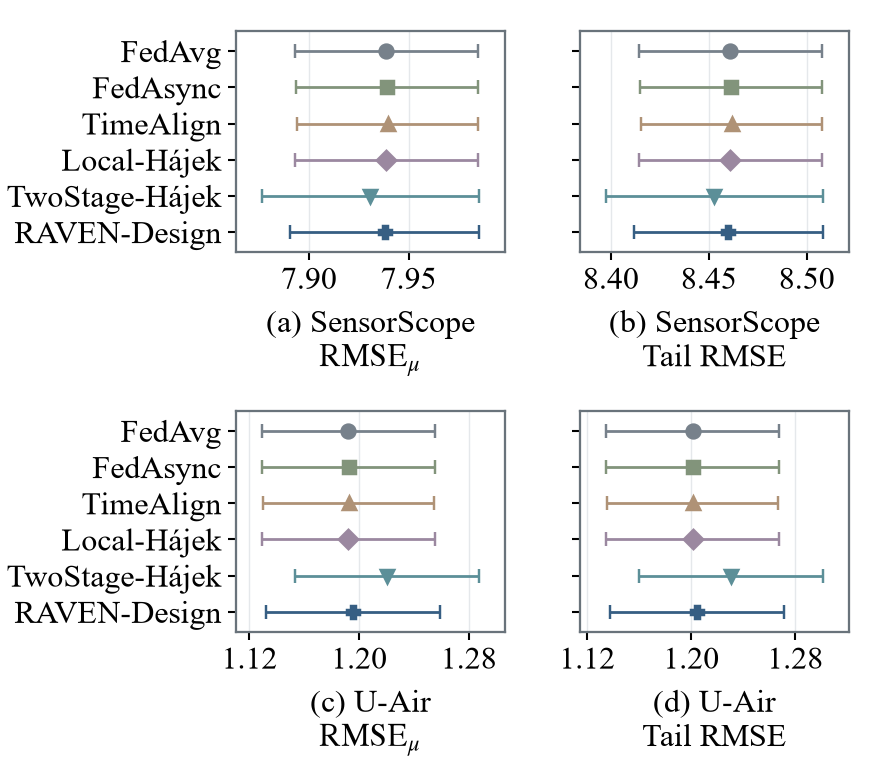 FedAvg
FedAsync
TimeAlign
Local-Hájek
TwoStage-Hájek
RAVEN-Design
7.90 7.95
8.40 8.45 8.50
(a) SensorScope
RMSEμ
(b) SensorScope
Tail RMSE
FedAvg
FedAsync
TimeAlign
Local-Hájek
TwoStage-Hájek
RAVEN-Design
1.12 1.20 1.28
1.12 1.20 1.28
(c) U-Air
RMSEμ
(d) U-Air
Tail RMSE